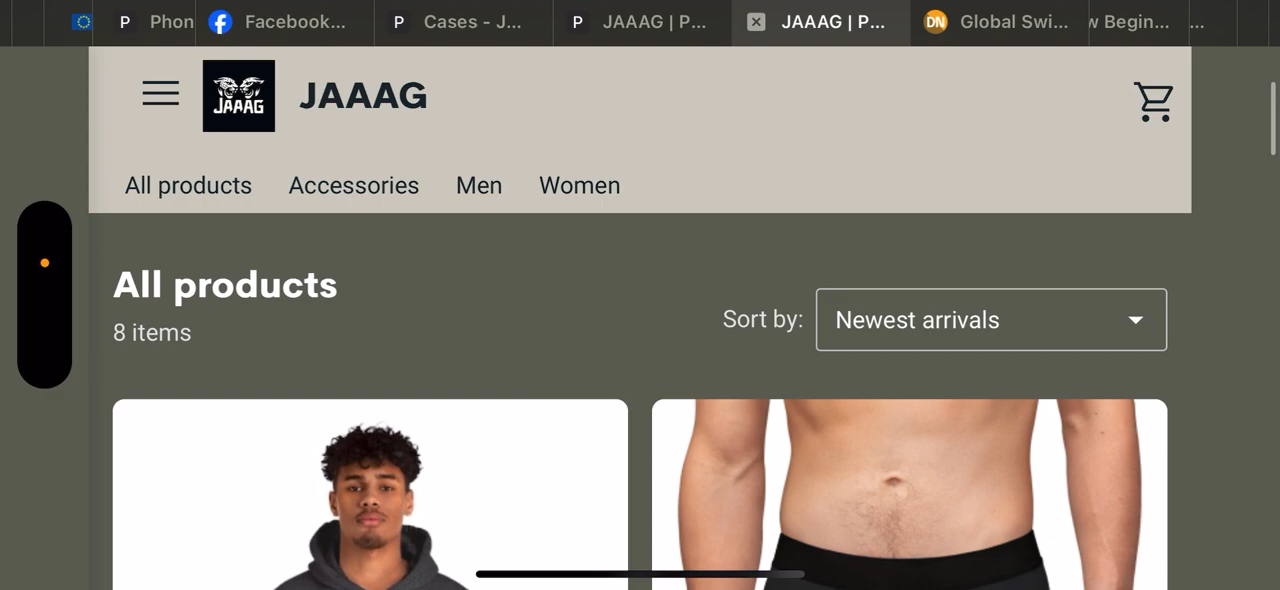 Phon
Facebook...
Cases - J...
JAAAG | P...
JAAAG | P...
DN
Global Swi...
w Begin...
...
JAAAG
JAAAG
All products
Accessories
Men
Women
All products
8 items
Sort by:
Newest arrivals